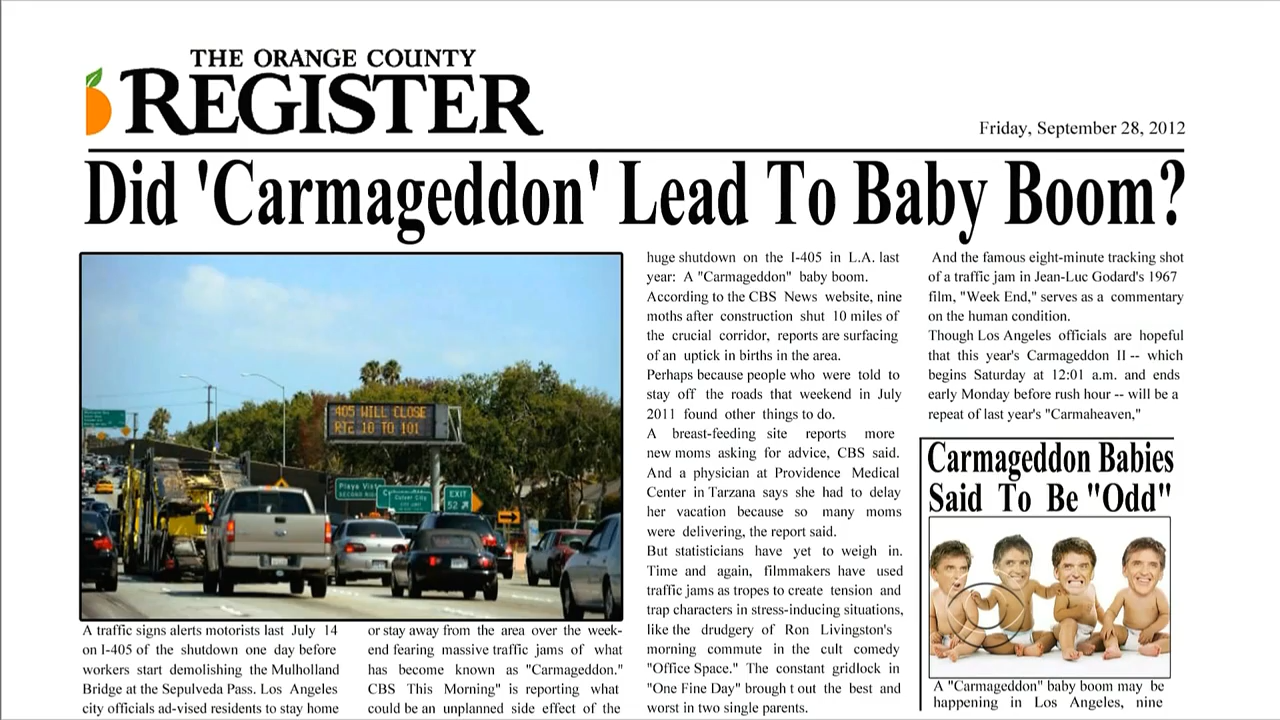 THE ORANGE COUNTY
REGISTER
Friday, September 28, 2012
Did 'Carmageddon' Lead To Baby Boom?
405 WILL CLOSE
RTE 10 TO 101
EXIT
52
A traffic signs alerts motorists last July 14
on I-405 of the shutdown one day before
workers start demolishing the Mulholland
Bridge at the Sepulveda Pass. Los Angeles
city officials ad-vised residents to stay home
or stay away from the area over the week-
end fearing massive traffic jams of what
has become known as "Carmageddon."
CBS This Morning" is reporting what
could be an unplanned side effect of the
huge shutdown on the I-405 in L.A. last
year: A "Carmageddon" baby boom.
According to the CBS News website, nine
moths after construction shut 10 miles of
the crucial corridor, reports are surfacing
of an uptick in births in the area.
Perhaps because people who were told to
stay off the roads that weekend in July
2011 found other things to do.
A breast-feeding site reports more
new moms asking for advice, CBS said.
And a physician at Providence Medical
Center in Tarzana says she had to delay
her vacation because so many moms
were delivering, the report said.
But statisticians have yet to weigh in.
Time and again, filmmakers have used
traffic jams as tropes to create tension and
trap characters in stress-inducing situations,
like the drudgery of Ron Livingston's
morning commute in the cult comedy
"Office Space." The constant gridlock in
"One Fine Day" brough t out the best and
worst in two single parents.
And the famous eight-minute tracking shot
of a traffic jam in Jean-Luc Godard's 1967
film, "Week End," serves as a commentary
on the human condition.
Though Los Angeles officials are hopeful
that this year's Carmageddon II -- which
begins Saturday at 12:01 a.m. and ends
early Monday before rush hour -- will be a
repeat of last year's "Carmaheaven,"
Carmageddon Babies
Said To Be "Odd"
A "Carmageddon" baby boom may be
happening in Los Angeles, nine